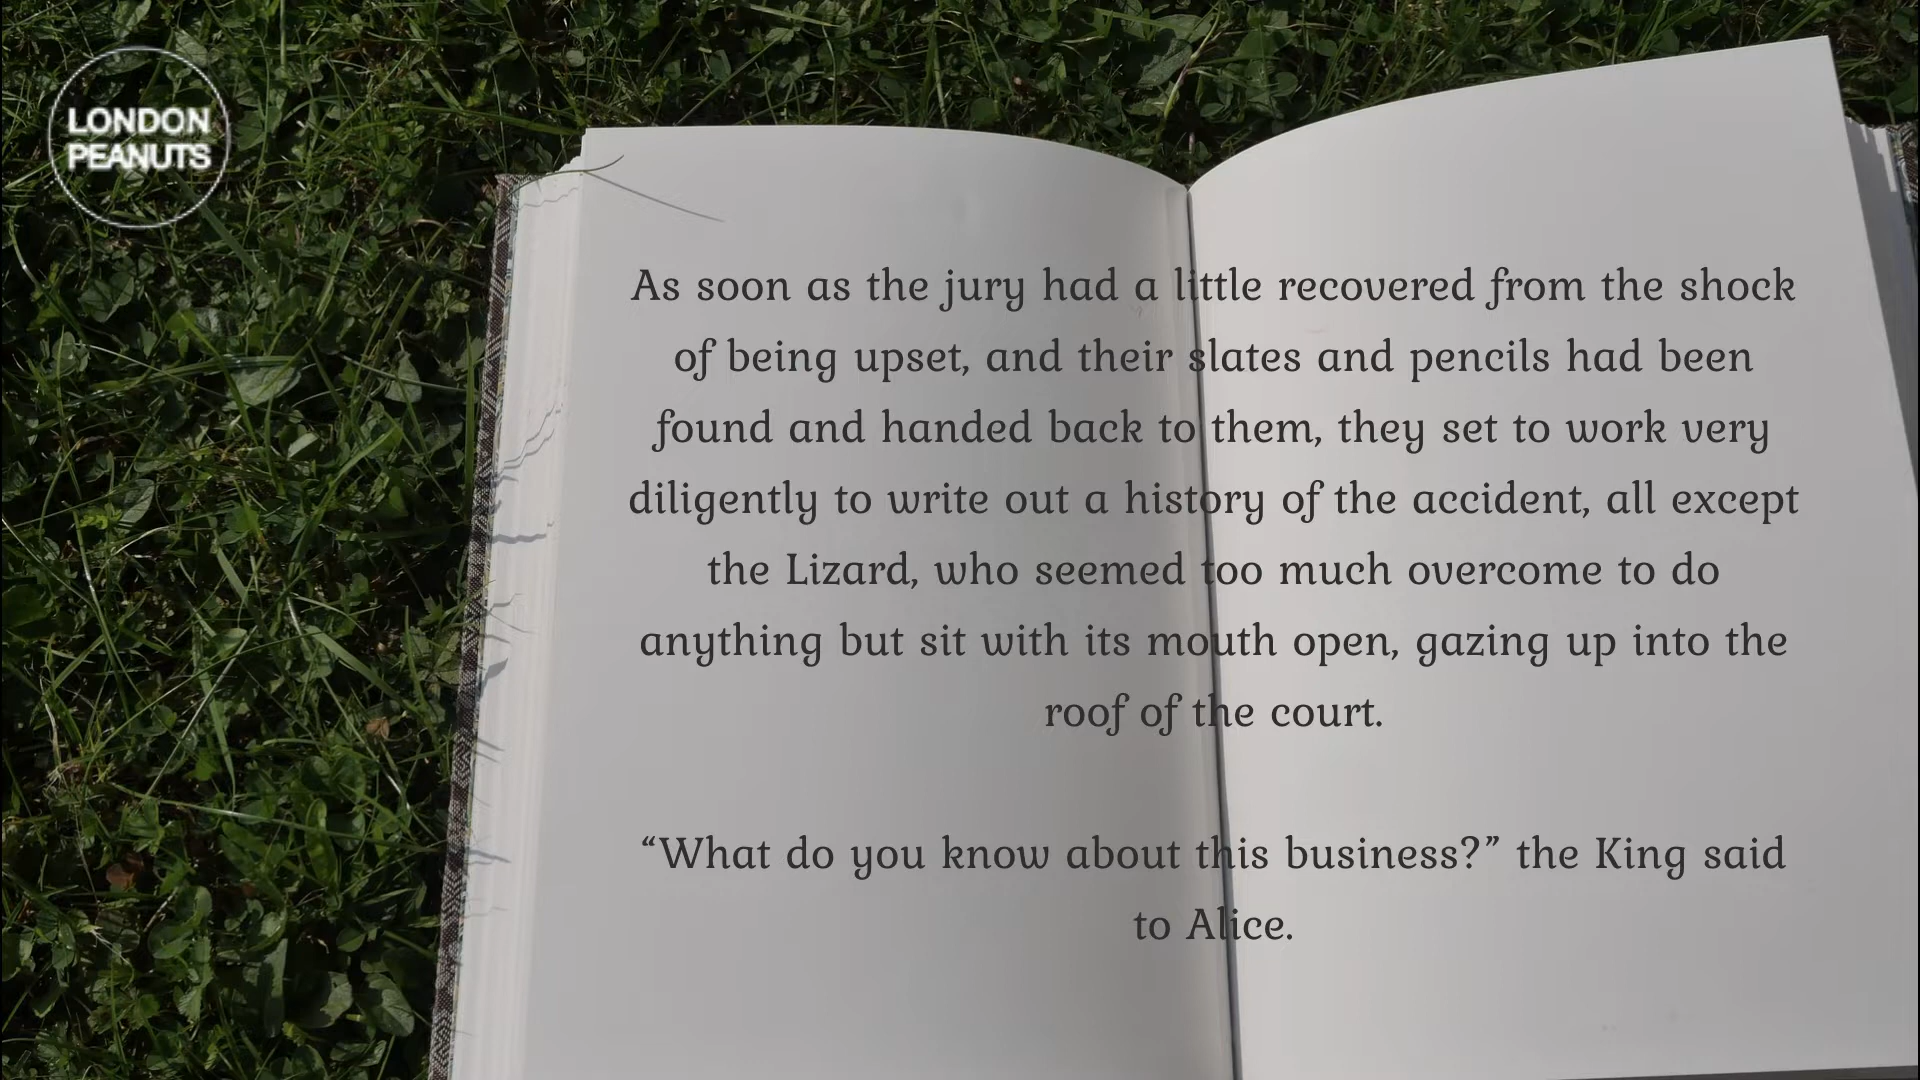 LONDON
PEANUTS
As soon as the jury had a little recovered from the shock
of being upset, and their slates and pencils had been
found and handed back to them, they set to work very
diligently to write out a history of the accident, all except
the Lizard, who seemed too much overcome to do
anything but sit with its mouth open, gazing up into the
roof of the court.
“What do you know about this business?” the King said
to Alice.